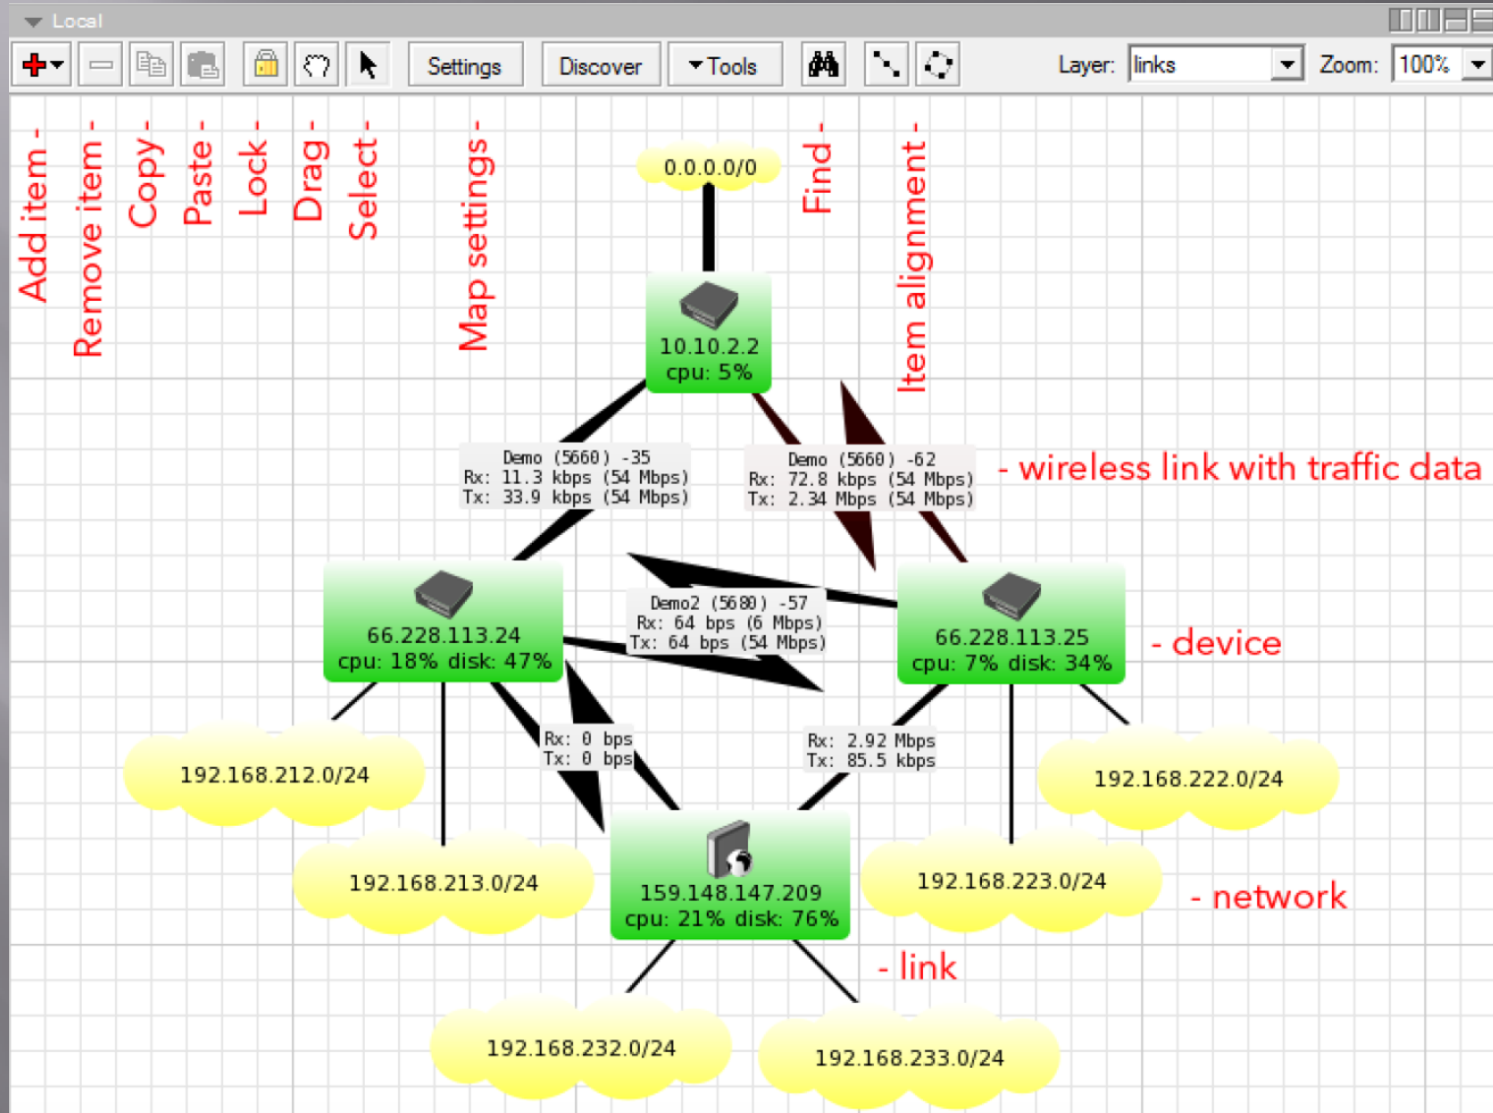 Local
Settings
Discover
Tools
Layer:
links
Zoom:
100%
Add item -
Remove item -
Copy -
Paste -
Lock -
Drag -
Select -
Map settings -
Find -
Item alignment -
0.0.0.0/0
10.10.2.2
cpu: 5%
Demo (5660) -35
Rx: 11.3 kbps (54 Mbps)
Tx: 33.9 kbps (54 Mbps)
Demo (5660) -62
Rx: 72.8 kbps (54 Mbps)
Tx: 2.34 Mbps (54 Mbps)
- wireless link with traffic data
Demo2 (5680) -57
Rx: 64 bps (6 Mbps)
Tx: 64 bps (54 Mbps)
66.228.113.24
cpu: 18% disk: 47%
66.228.113.25
cpu: 7% disk: 34%
- device
Rx: 0 bps
Tx: 0 bps
Rx: 2.92 Mbps
Tx: 85.5 kbps
192.168.212.0/24
192.168.222.0/24
192.168.213.0/24
159.148.147.209
cpu: 21% disk: 76%
192.168.223.0/24
- network
- link
192.168.232.0/24
192.168.233.0/24